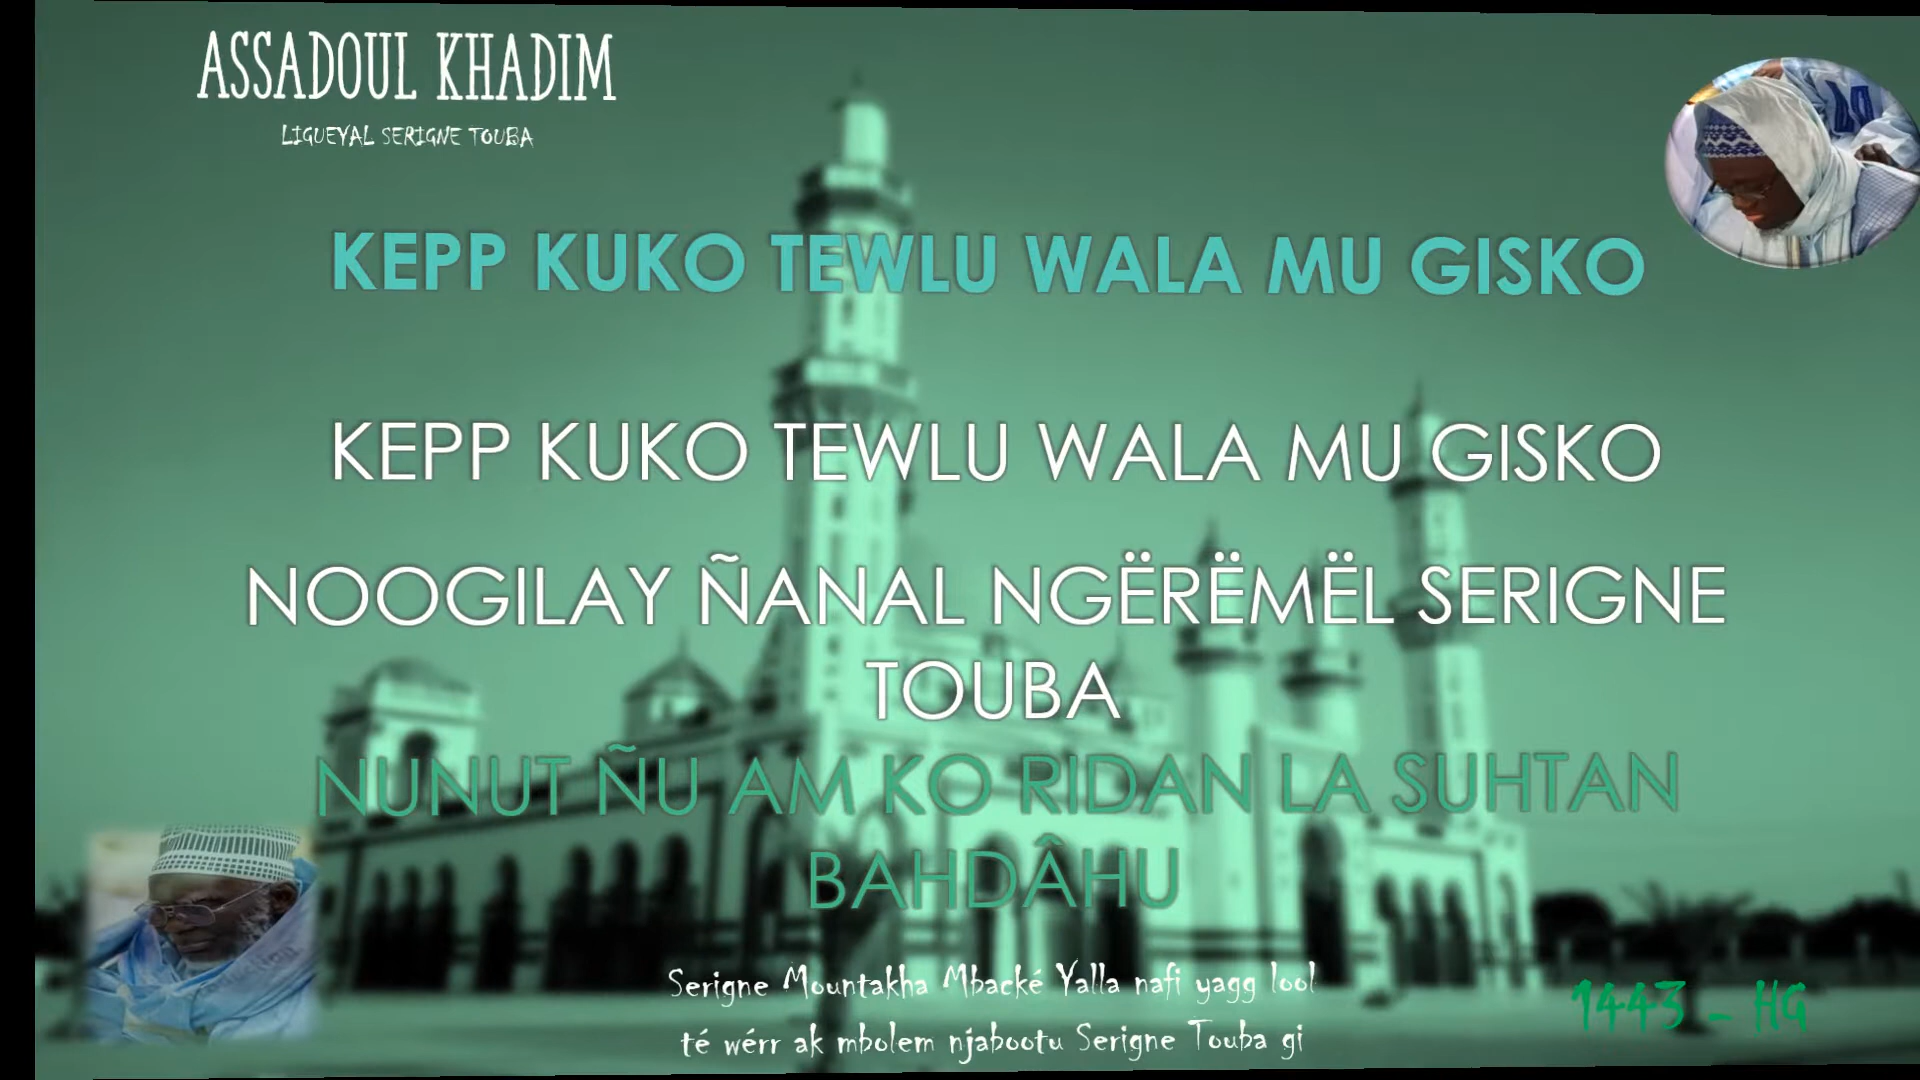 ASSADOUL KHADIM
LIGUEYAL SERIGNE TOUBA
KEPP KUKO TEWLU WALA MU GISKO
KEPP KUKO TEWLU WALA MU GISKO
NOOGILAY ÑANAL NGËRËMËL SERIGNE
TOUBA
NUNUT ÑU AM KO RIDAN LA SUHTAN
BAHDÂHU
Serigne Mountakha Mbacké Yalla nafi yagg lool
té wérr ak mbolem njabootu Serigne Touba gi
1443 - HG